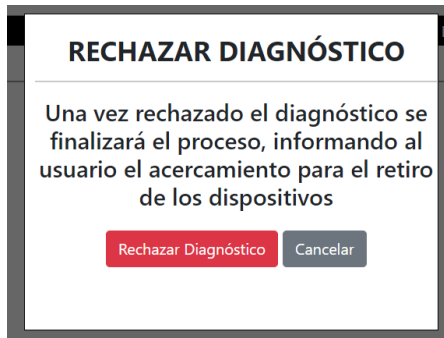 RECHAZAR DIAGNÓSTICO
Una vez rechazado el diagnóstico se
finalizará el proceso, informando al
usuario el acercamiento para el retiro
de los dispositivos
Rechazar Diagnóstico Cancelar